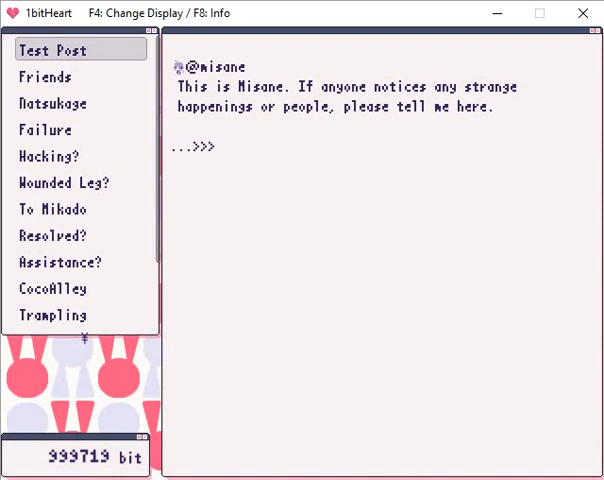 1bitHeart F4: Change Display / F8: Info
Test Post
Friends
Natsukage
Failure
Hacking?
Wounded Leg?
To Mikado
Resolved?
Assistance?
CocoAlley
Trampling
¥
999719 bit
@misane
This is Misane. If anyone notices any strange
happenings or people, please tell me here.
...>>>